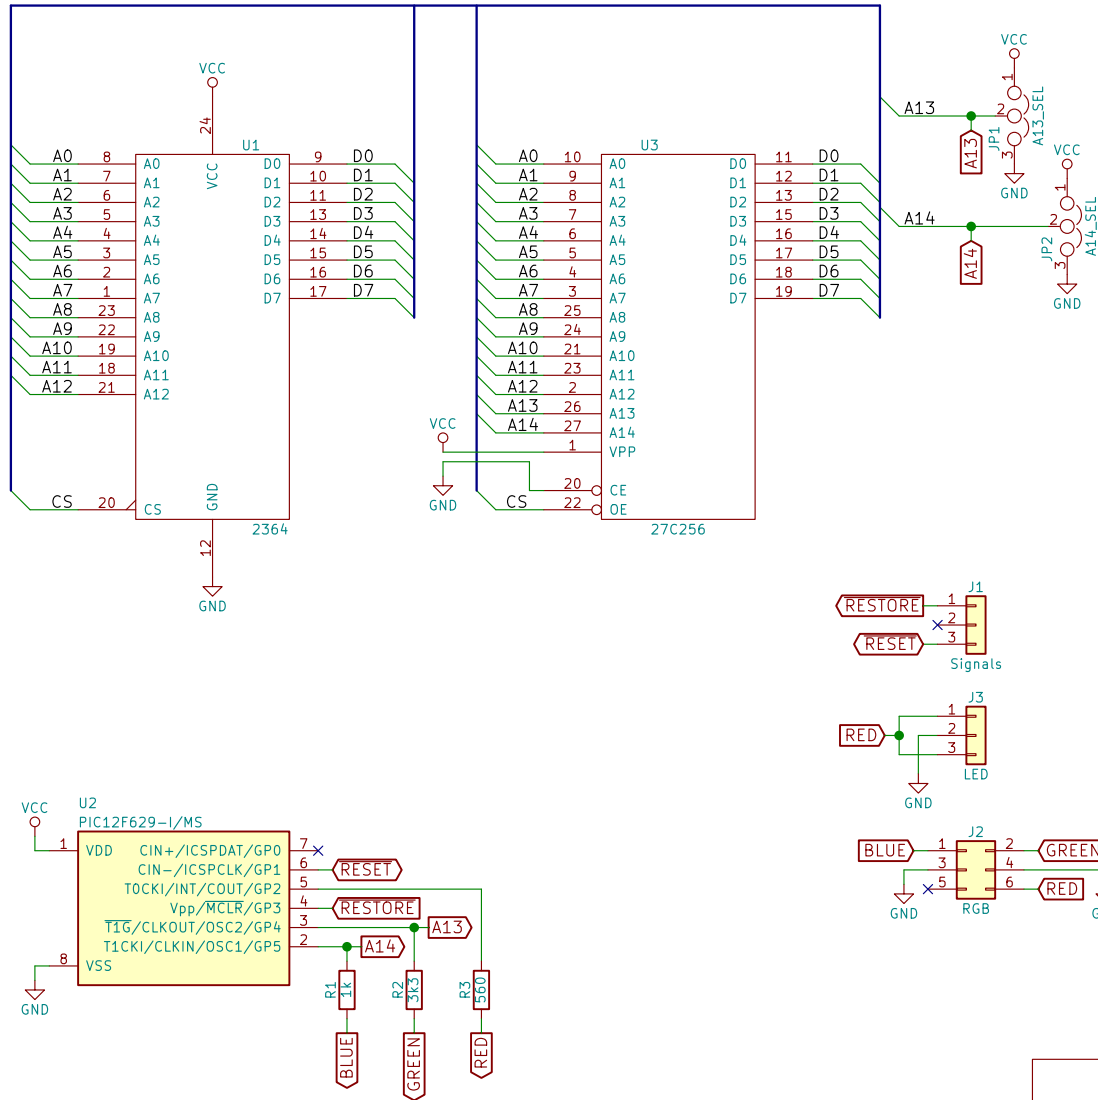 VCC
24
U1
VCC
A0 8 A0 D0 9 D0
A1 7 A1 D1 10 D1
A2 6 A2 D2 11 D2
A3 5 A3 D3 13 D3
A4 4 A4 D4 14 D4
A5 3 A5 D5 15 D5
A6 2 A6 D6 16 D6
A7 1 A7 D7 17 D7
A8 23 A8
A9 22 A9
A10 19 A10
A11 18 A11
A12 21 A12
CS 20 CS
GND
2364
12
GND
U3
A0 10 A0 D0 11 D0
A1 9 A1 D1 12 D1
A2 8 A2 D2 13 D2
A3 7 A3 D3 15 D3
A4 6 A4 D4 16 D4
A5 5 A5 D5 17 D5
A6 4 A6 D6 18 D6
A7 3 A7 D7 19 D7
A8 25 A8
A9 24 A9
A10 21 A10
A11 23 A11
A12 2 A12
A13 26 A13
A14 27 A14
VCC
1 VPP
20 CE
GND
CS 22 OE
27C256
VCC
1
A13
2
A13
JP1
A13_SEL
3
GND
VCC
1
A14
2
A14
JP2
A14_SEL
3
GND
J1
RESTORE 1
2
RESET 3
Signals
J3
1
RED 2
3
LED
GND
J2
BLUE 1 2 GREEN
3 4
5 6 RED
GND
RGB
G
U2
VCC
PIC12F629-I/MS
1 VDD CIN+/ICSPDAT/GP0 7
CIN-/ICSPCLK/GP1 6 RESET
T0CKI/INT/COUT/GP2 5
Vpp/MCLR/GP3 4 RESTORE
T1G/CLKOUT/OSC2/GP4 3 A13
T1CKI/CLKIN/OSC1/GP5 2 A14
8 VSS
GND
R1 1k
R2 3k3
R3 560
BLUE
GREEN
RED